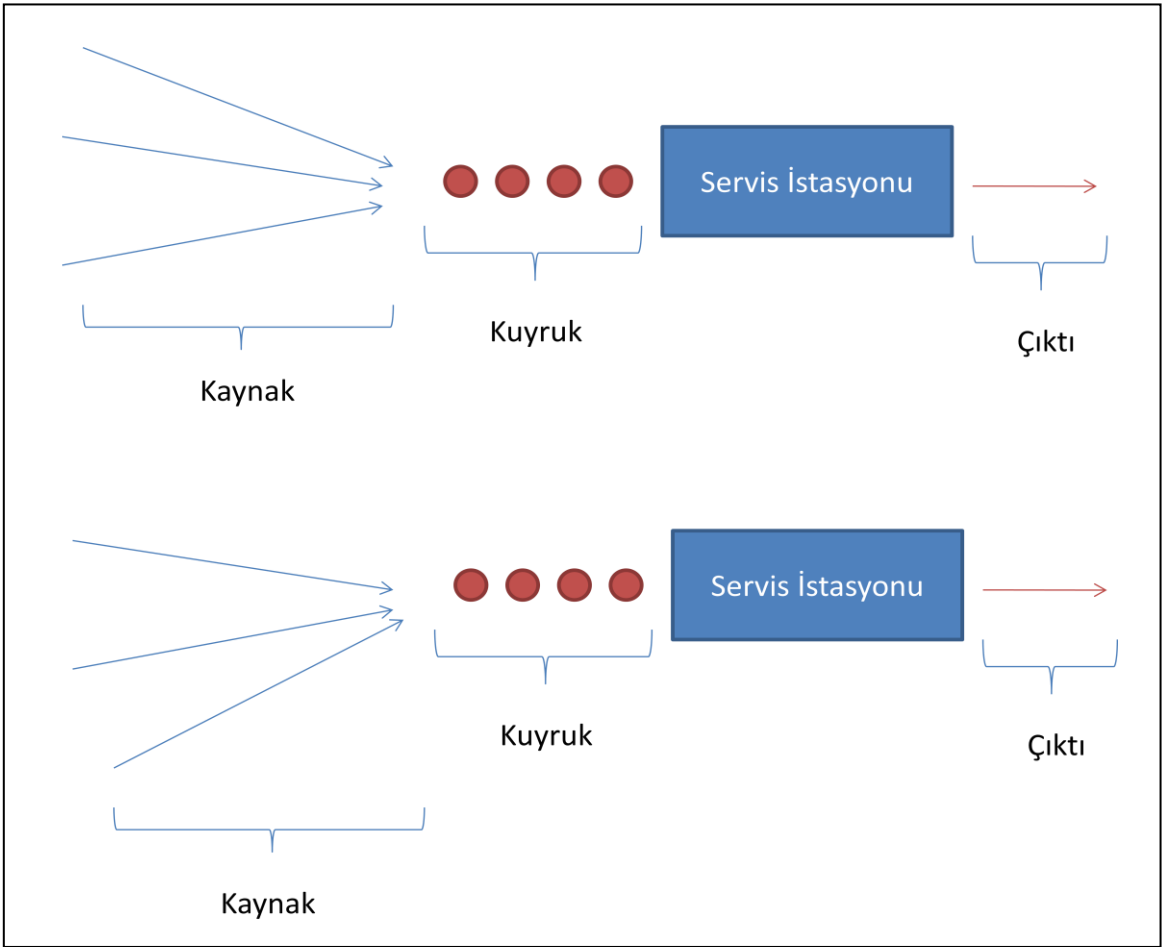 Servis İstasyonu
Kuyruk
Çıktı
Kaynak
Servis İstasyonu
Kuyruk
Çıktı
Kaynak